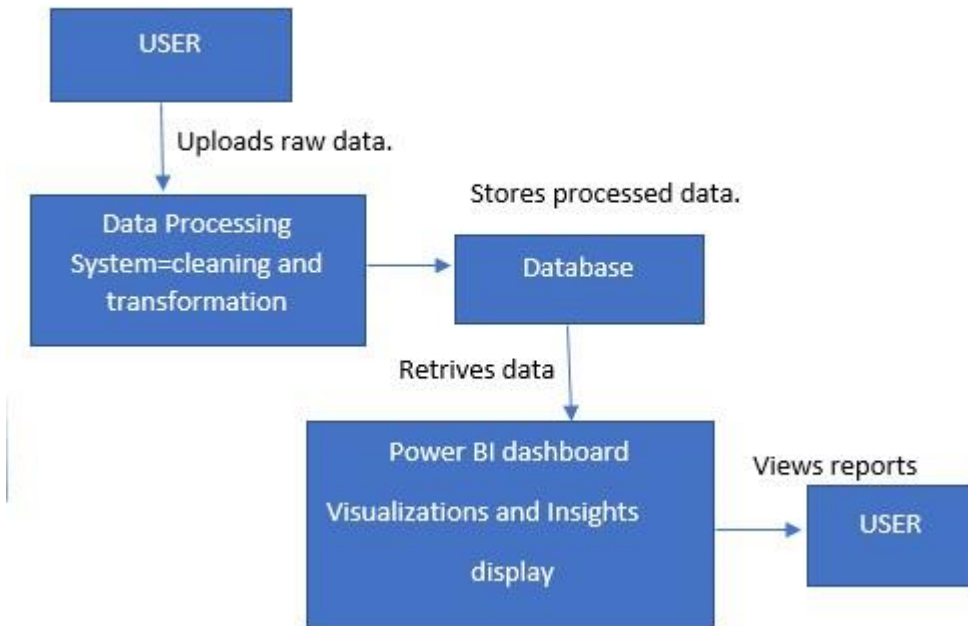 USER
Uploads raw data.
Data Processing
System=cleaning and
transformation
Stores processed data.
Database
Retrives data
Power BI dashboard
Visualizations and Insights
display
Views reports
USER